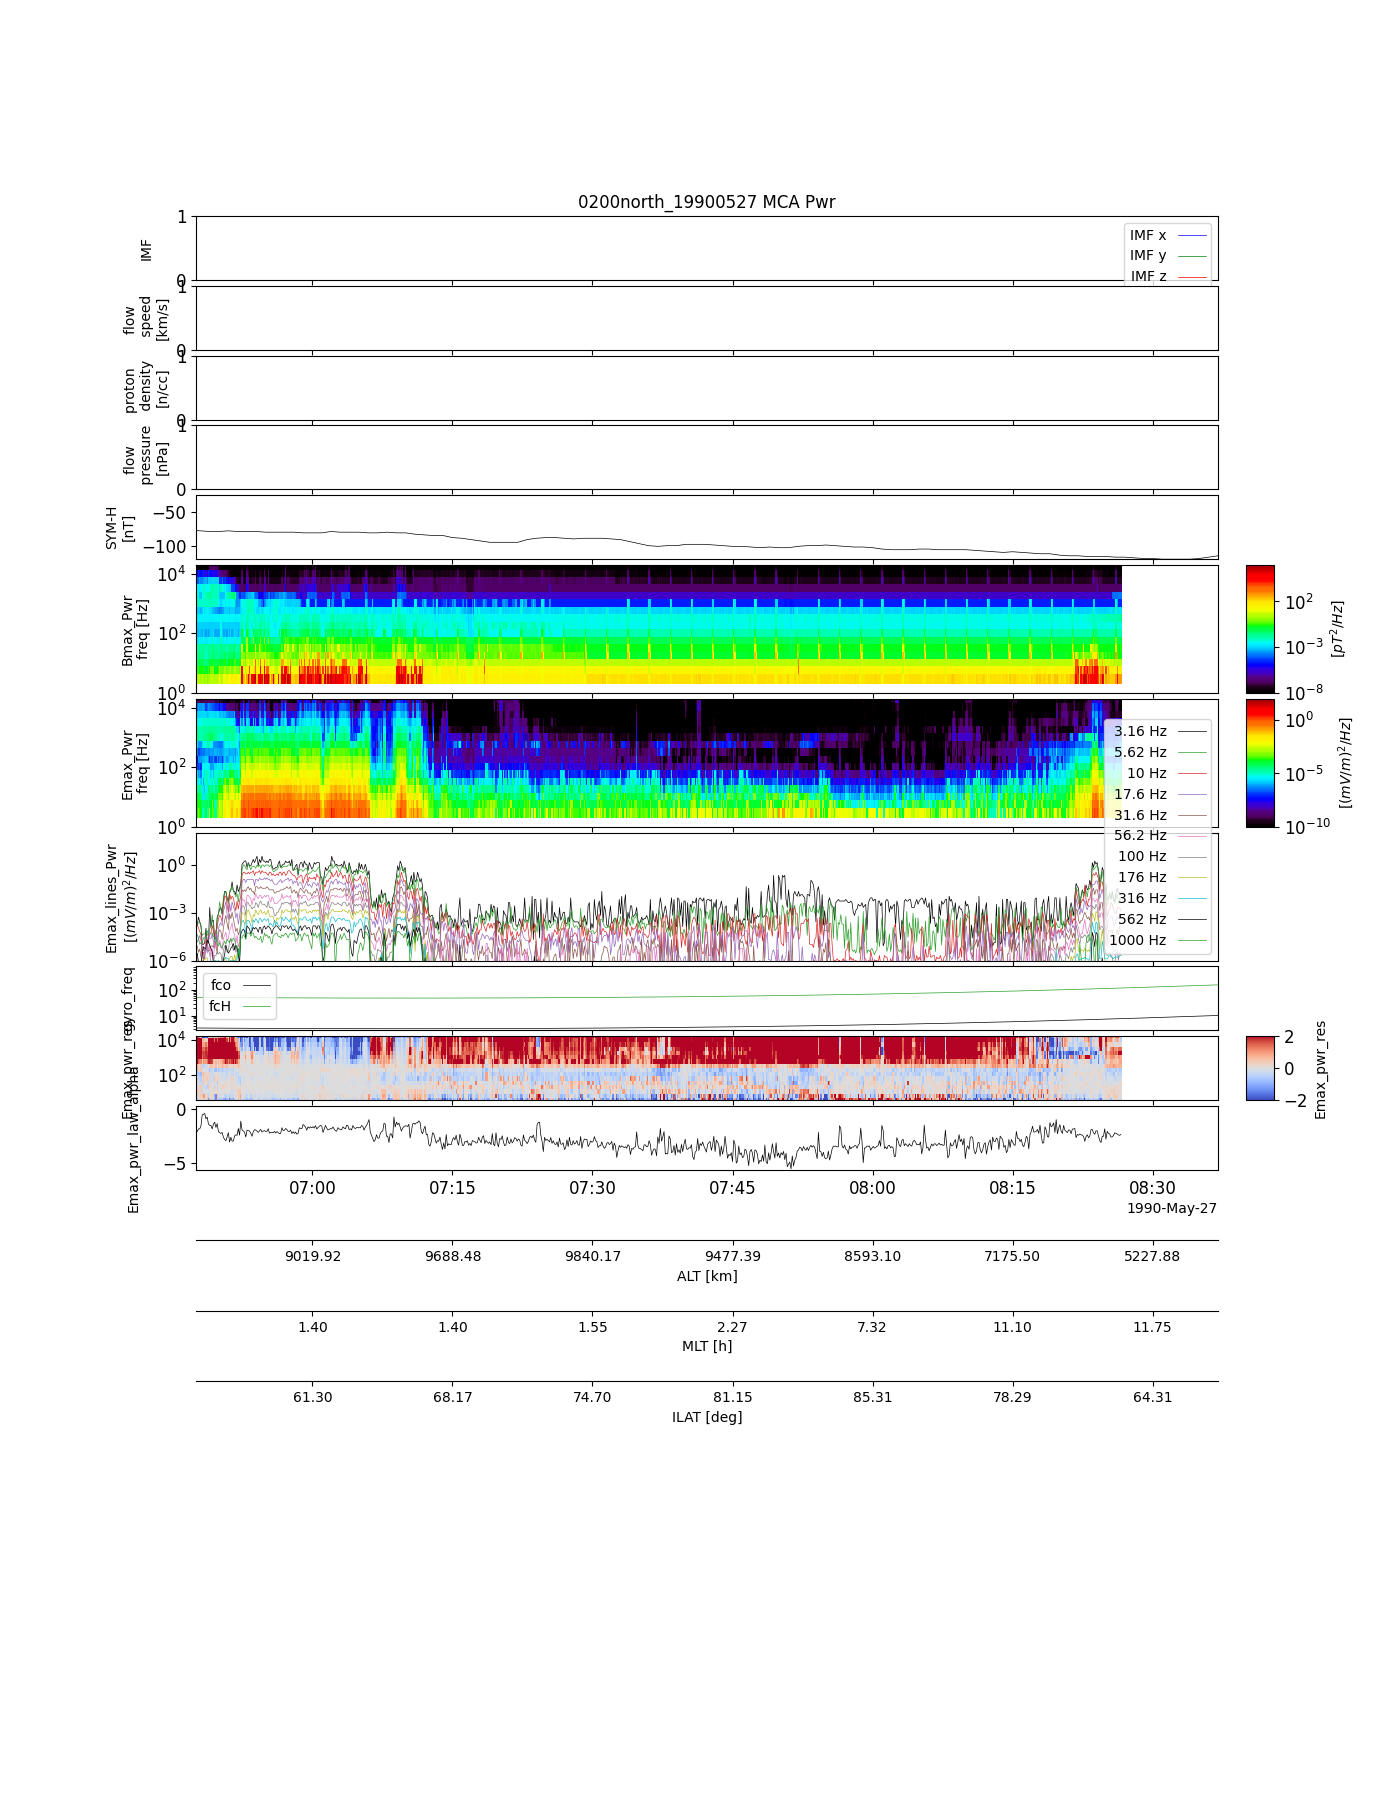 0200north_19900527 MCA Pwr
1
0
IMF
IMF x
IMF y
IMF z
1
0
flow
speed
[km/s]
1
0
proton
density
[n/cc]
1
0
flow
pressure
[nPa]
−50
−100
SYM-H
[nT]
10^4
10^2
10^0
Bmax_Pwr
freq [Hz]
10^2
10^−3
10^−8
[pT^2/Hz]
10^4
10^2
10^0
Emax_Pwr
freq [Hz]
10^0
10^−5
10^−10
[(mV/m)^2/Hz]
3.16 Hz
5.62 Hz
10 Hz
17.6 Hz
31.6 Hz
56.2 Hz
100 Hz
176 Hz
316 Hz
562 Hz
1000 Hz
10^0
10^−3
10^−6
Emax_lines_Pwr
[(mV/m)^2/Hz]
fco
fcH
10^2
10^1
gyro_freq
10^4
10^2
Emax_pwr_res
2
0
−2
Emax_pwr_res
0
−5
Emax_pwr_law_alpha
07:00 07:15 07:30 07:45 08:00 08:15 08:30
1990-May-27
9019.92 9688.48 9840.17 9477.39 8593.10 7175.50 5227.88
ALT [km]
1.40 1.40 1.55 2.27 7.32 11.10 11.75
MLT [h]
61.30 68.17 74.70 81.15 85.31 78.29 64.31
ILAT [deg]